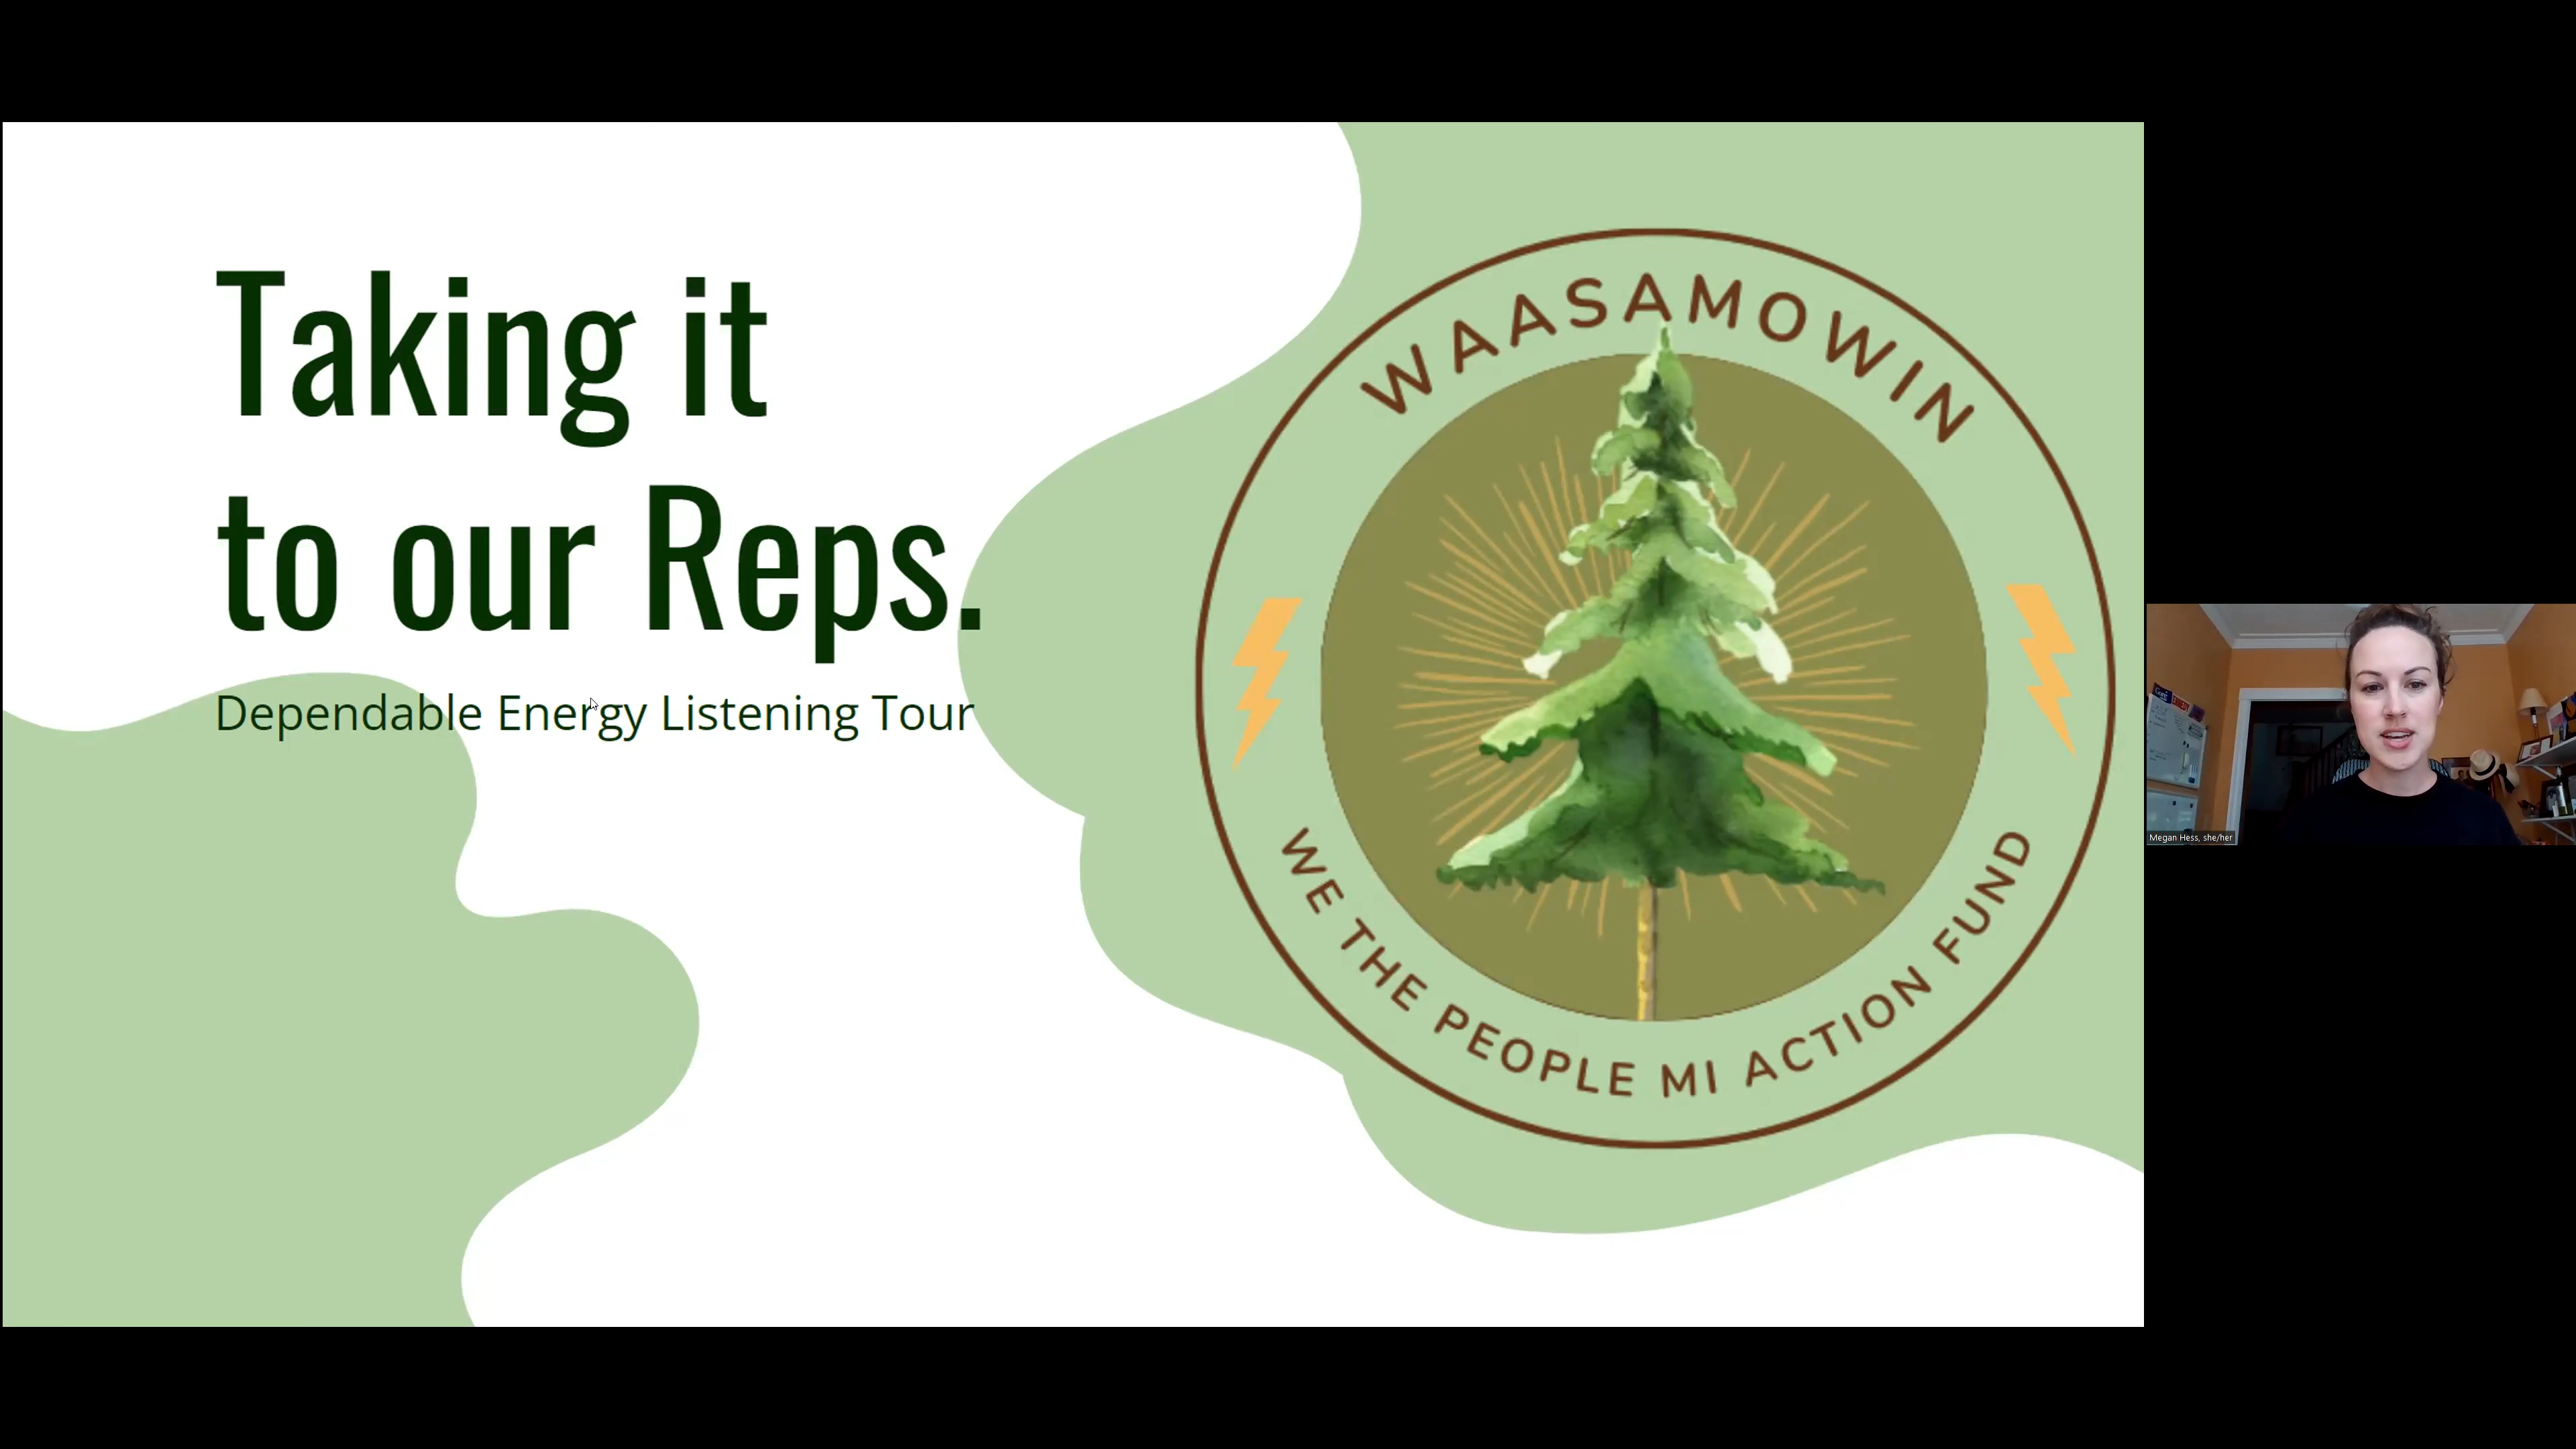 Taking it
to our Reps.
Dependable Energy Listening Tour
WAASAMOWIN
WE THE PEOPLE MI ACTION FUND
Megan Hess, she/her